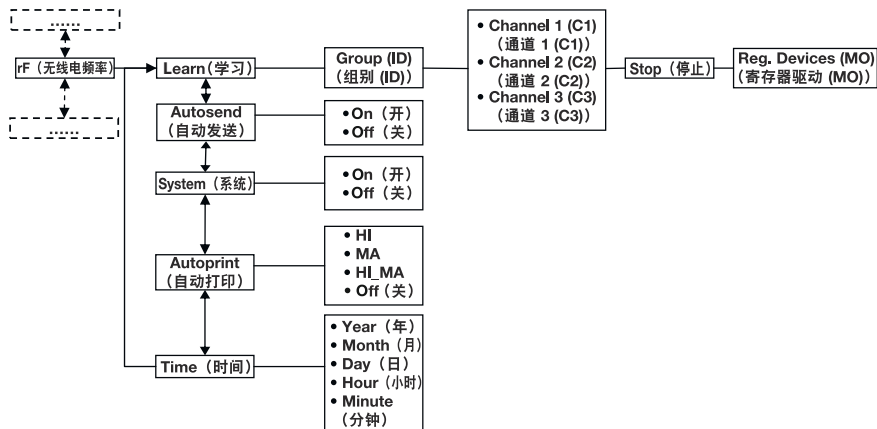 ......
rF（无线电频率）
......
Learn（学习）
Group (ID)
（组别 (ID)）
• Channel 1 (C1)
（通道 1 (C1)）
• Channel 2 (C2)
（通道 2 (C2)）
• Channel 3 (C3)
（通道 3 (C3)）
Stop（停止）
Reg. Devices (MO)
（寄存器驱动 (MO)）
Autosend
（自动发送）
• On（开）
• Off（关）
System（系统）
• On（开）
• Off（关）
Autoprint
（自动打印）
• HI
• MA
• HI_MA
• Off（关）
Time（时间）
• Year（年）
• Month（月）
• Day（日）
• Hour（小时）
• Minute
（分钟）